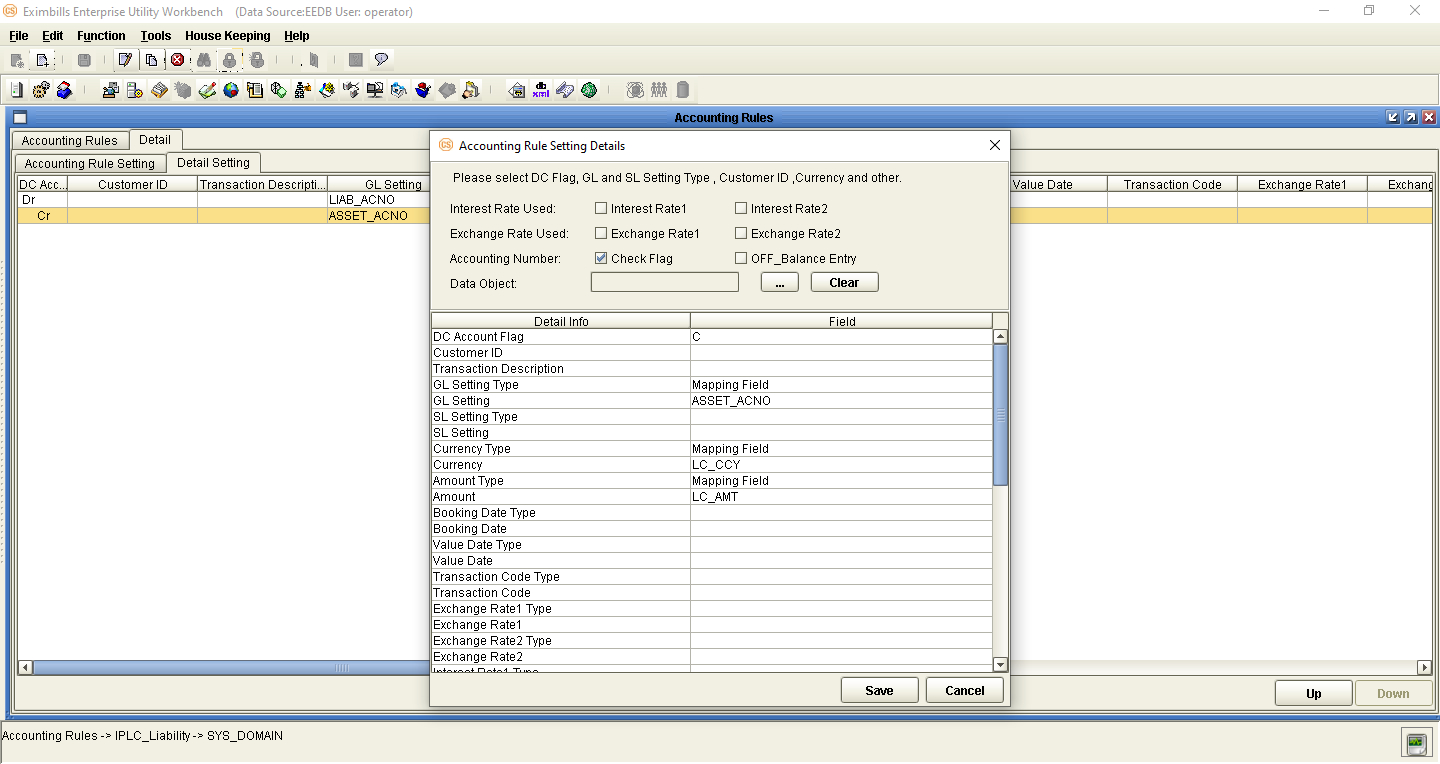 Eximbills Enterprise Utility Workbench (Data Source:EEDB User: operator)
File Edit Function Tools House Keeping Help
Accounting Rules
Accounting Rules Detail
Accounting Rule Setting Detail Setting
DC Acc... Customer ID Transaction Descripti... GL Setting Value Date Transaction Code Exchange Rate1 Exchang
Dr LIAB_ACNO
Cr ASSET_ACNO
Accounting Rule Setting Details
Please select DC Flag, GL and SL Setting Type , Customer ID ,Currency and other.
Interest Rate Used: Interest Rate1 Interest Rate2
Exchange Rate Used: Exchange Rate1 Exchange Rate2
Accounting Number: Check Flag OFF_Balance Entry
Data Object: ... Clear
Detail Info Field
DC Account Flag C
Customer ID
Transaction Description
GL Setting Type Mapping Field
GL Setting ASSET_ACNO
SL Setting Type
SL Setting
Currency Type Mapping Field
Currency LC_CCY
Amount Type Mapping Field
Amount LC_AMT
Booking Date Type
Booking Date
Value Date Type
Value Date
Transaction Code Type
Transaction Code
Exchange Rate1 Type
Exchange Rate1
Exchange Rate2 Type
Exchange Rate2
Interest Rate1 Type
Save Cancel
Up Down
Accounting Rules -> IPLC_Liability -> SYS_DOMAIN